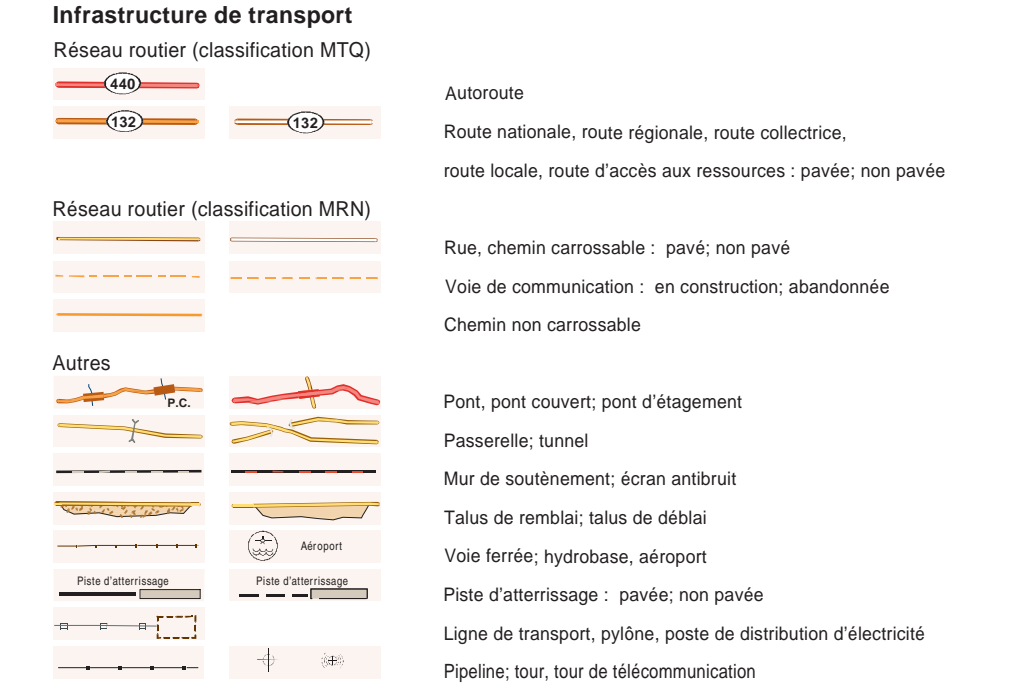 Infrastructure de transport
Réseau routier (classification MTQ)
440
Autoroute
132 132
Route nationale, route régionale, route collectrice,
route locale, route d'accès aux ressources : pavée; non pavée
Réseau routier (classification MRN)
Rue, chemin carrossable : pavé; non pavé
Voie de communication : en construction; abandonnée
Chemin non carrossable
Autres
P.C.
Pont, pont couvert; pont d'étagement
Passerelle; tunnel
Mur de soutènement; écran antibruit
Talus de remblai; talus de déblai
Aéroport
Voie ferrée; hydrobase, aéroport
Piste d'atterrissage Piste d'atterrissage
Piste d'atterrissage : pavée; non pavée
Ligne de transport, pylône, poste de distribution d'électricité
Pipeline; tour, tour de télécommunication